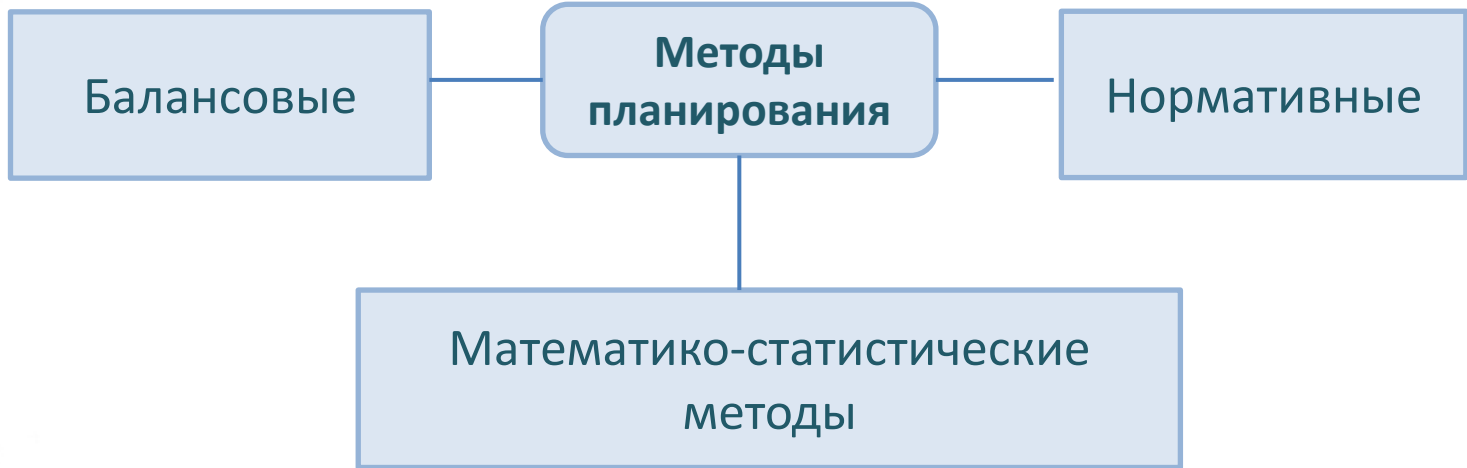 Балансовые
Методы
планирования
Нормативные
Математико-статистические
методы